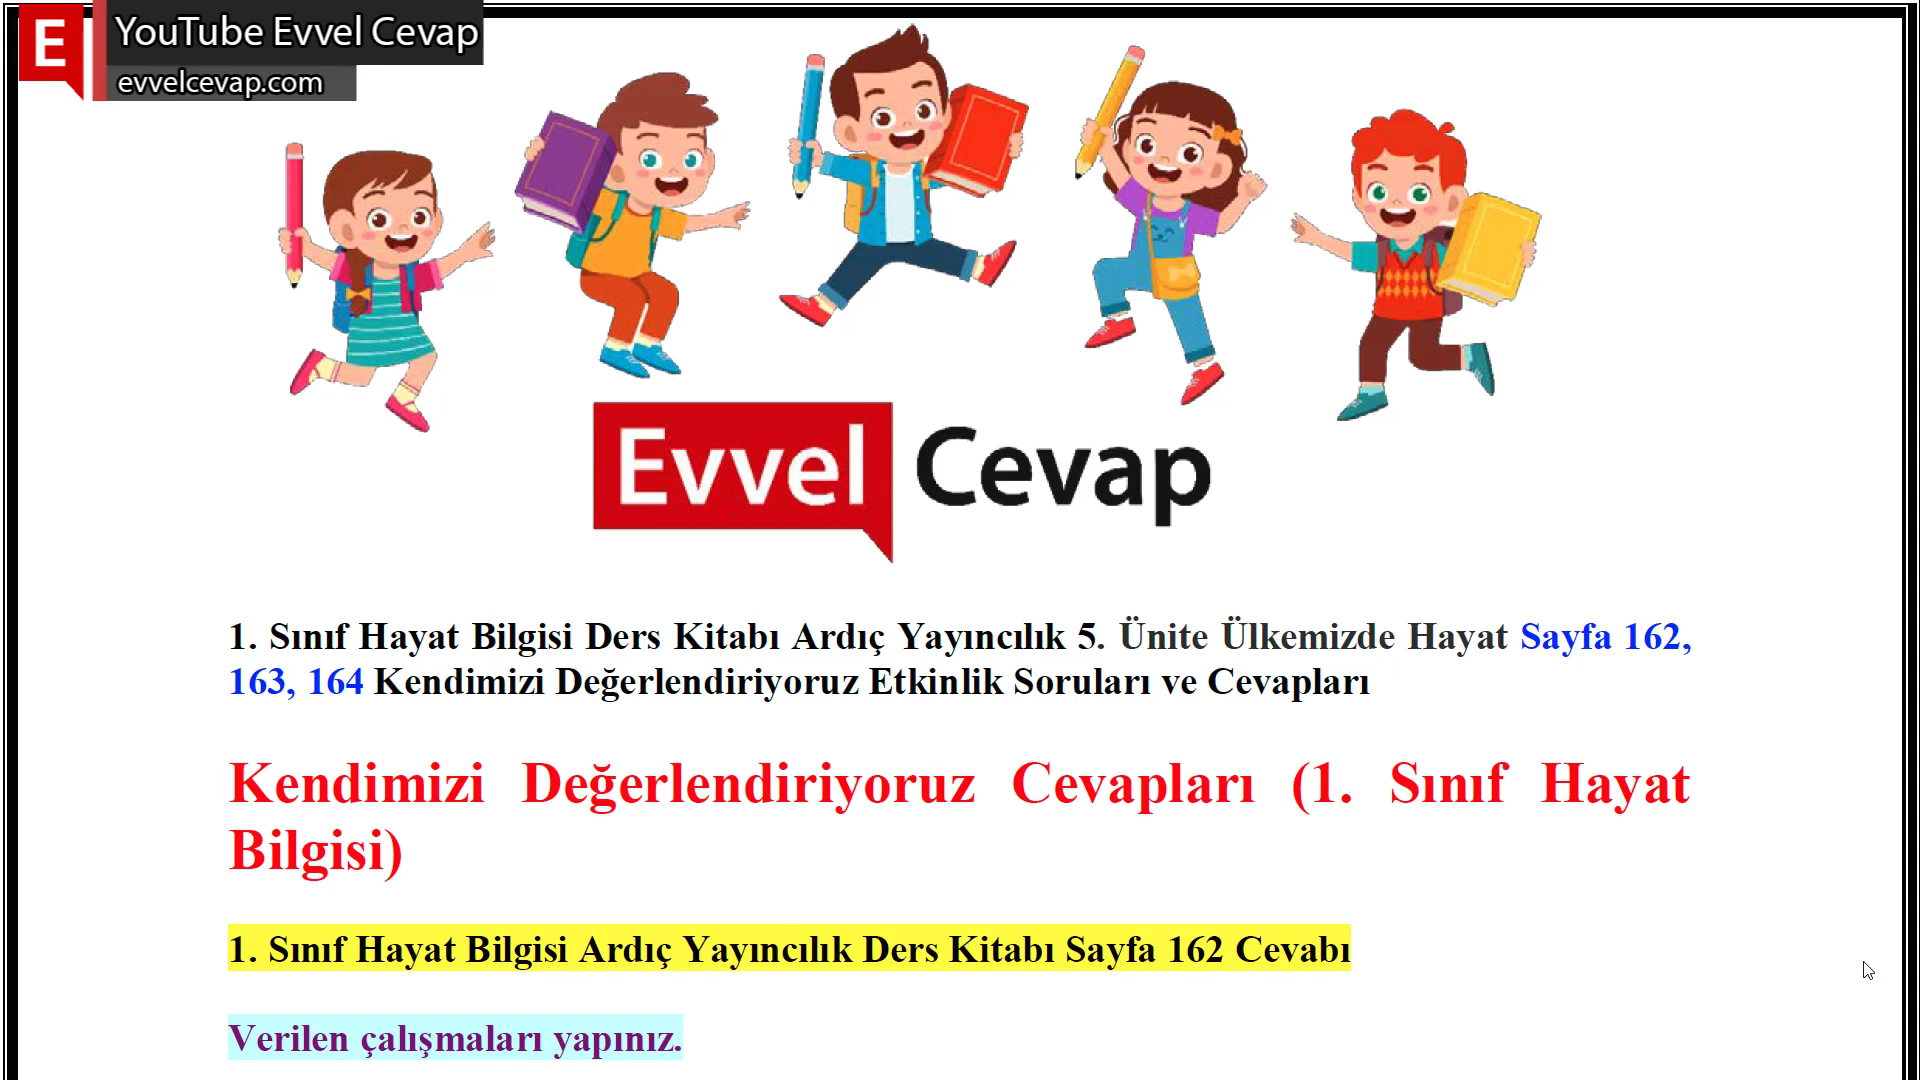 E
YouTube Evvel Cevap
evvelcevap.com
Evvel Cevap
1. Sınıf Hayat Bilgisi Ders Kitabı Ardıç Yayıncılık 5. Ünite Ülkemizde Hayat Sayfa 162,
163, 164 Kendimizi Değerlendiriyoruz Etkinlik Soruları ve Cevapları
Kendimizi Değerlendiriyoruz Cevapları (1. Sınıf Hayat
Bilgisi)
1. Sınıf Hayat Bilgisi Ardıç Yayıncılık Ders Kitabı Sayfa 162 Cevabı
Verilen çalışmaları yapınız.